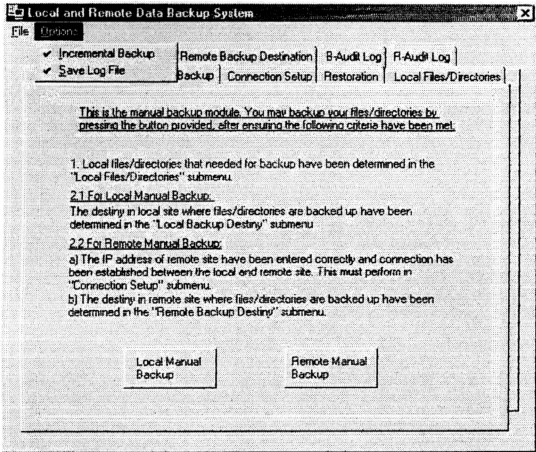 Local and Remote Data Backup System
File Options
✔ Incremental Backup
✔ Save Log File
Remote Backup Destination B-Audit Log R-Audit Log
Backup Connection Setup Restoration Local Files/Directories
This is the manual backup module. You may backup your files/directories by
pressing the button provided, after ensuring the following criteria have been met.
1. Local files/directories that needed for backup have been determined in the
"Local Files/Directories" submenu.
2.1 For Local Manual Backup:
The destiny in local site where files/directories are backed up have been
determined in the "Local Backup Destiny" submenu
2.2 For Remote Manual Backup:
a) The IP address of remote site have been entered correctly and connection has
been established between the local and remote site. This must perform in
"Connection Setup" submenu.
b) The destiny in remote site where files/directories are backed up have been
determined in the "Remote Backup Destiny" submenu.
Local Manual
Backup
Remote Manual
Backup